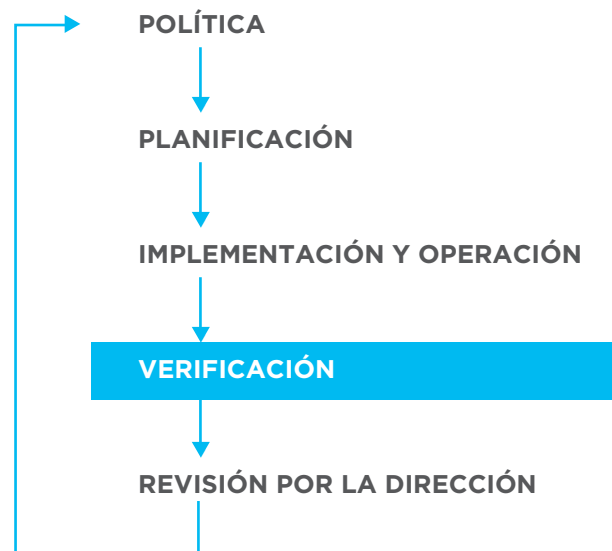 POLÍTICA
PLANIFICACIÓN
IMPLEMENTACIÓN Y OPERACIÓN
VERIFICACIÓN
REVISIÓN POR LA DIRECCIÓN